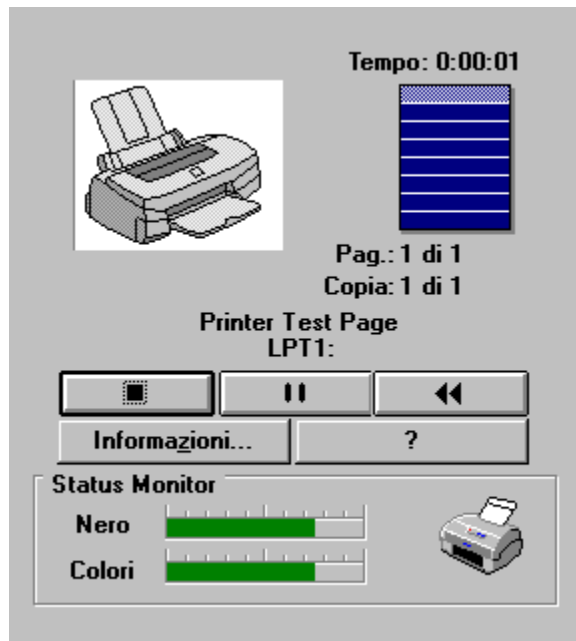 Tempo: 0:00:01
Pag.: 1 di 1
Copia: 1 di 1
Printer Test Page
LPT1:
Informazioni...
?
Status Monitor
Nero
Colori